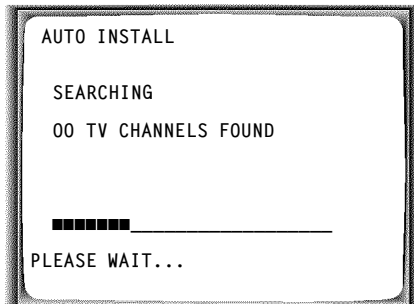 AUTO INSTALL
SEARCHING
00 TV CHANNELS FOUND
PLEASE WAIT...